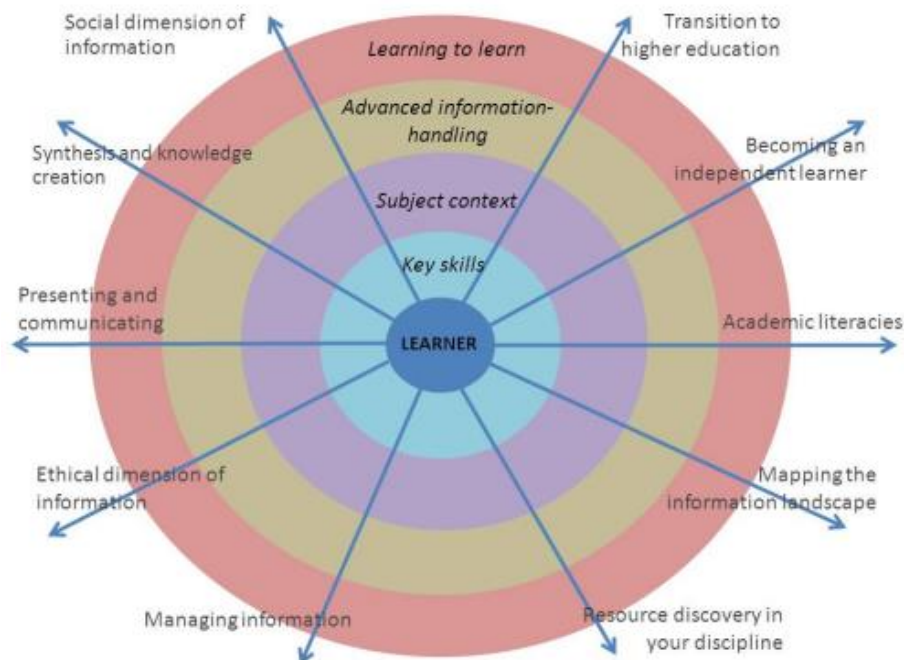 Social dimension of
information
Transition to
higher education
Learning to learn
Advanced information-
handling
Synthesis and knowledge
creation
Becoming an
independent learner
Subject context
Key skills
Presenting and
communicating
LEARNER
Academic literacies
Ethical dimension of
information
Mapping the
information landscape
Managing information
Resource discovery in
your discipline